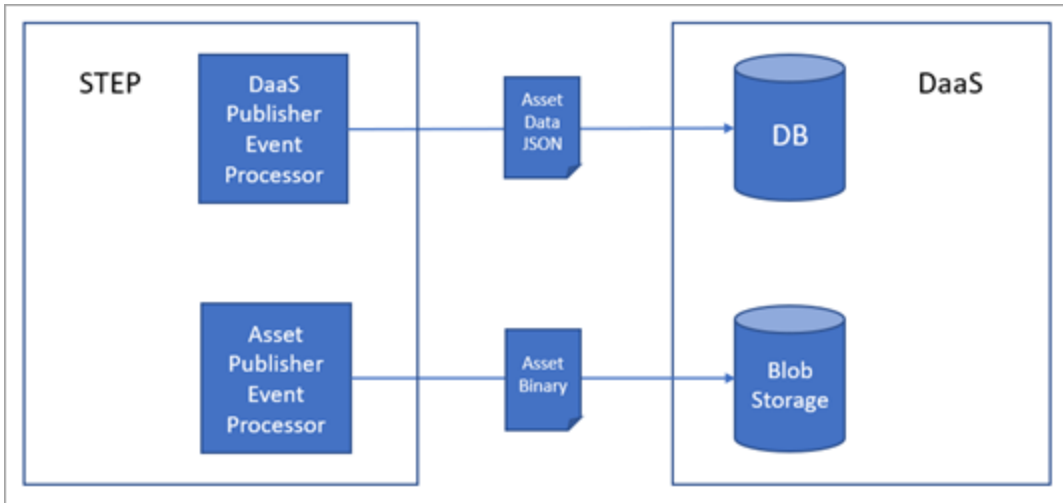 STEP
DaaS
Publisher
Event
Processor
Asset
Data
JSON
DB
DaaS
Asset
Publisher
Event
Processor
Asset
Binary
Blob
Storage